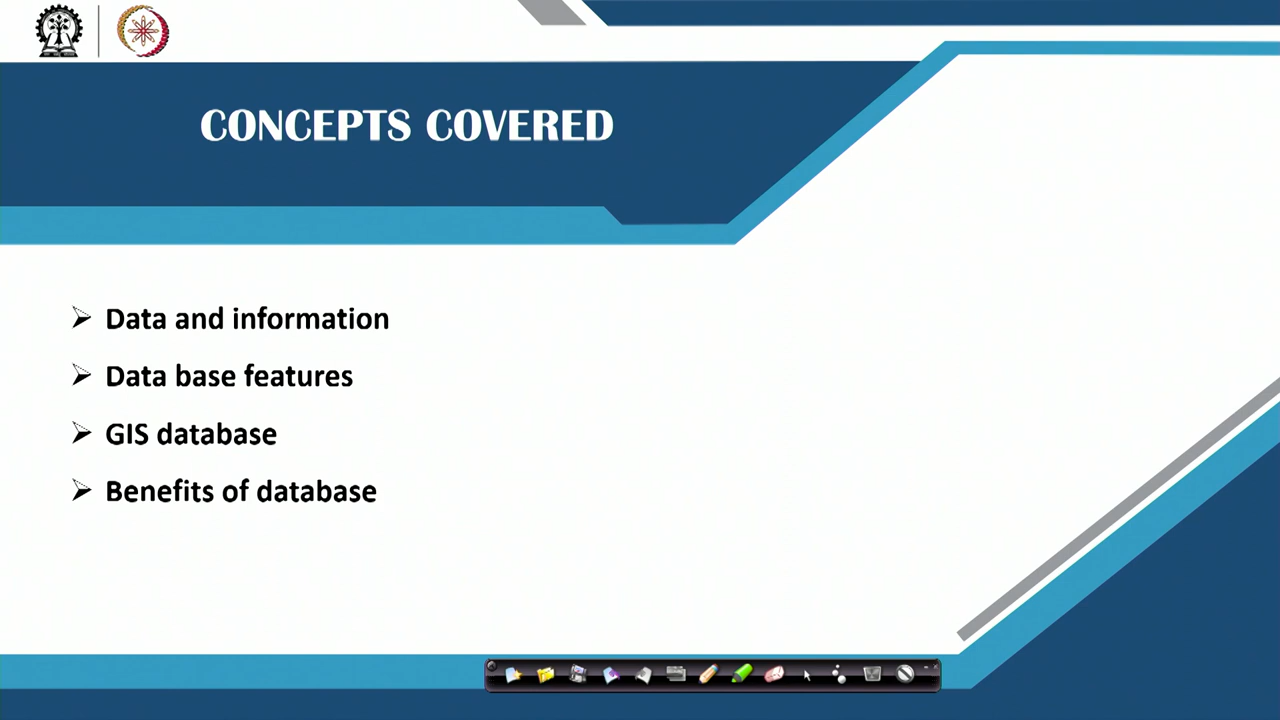 CONCEPTS COVERED
Data and information
Data base features
GIS database
Benefits of database